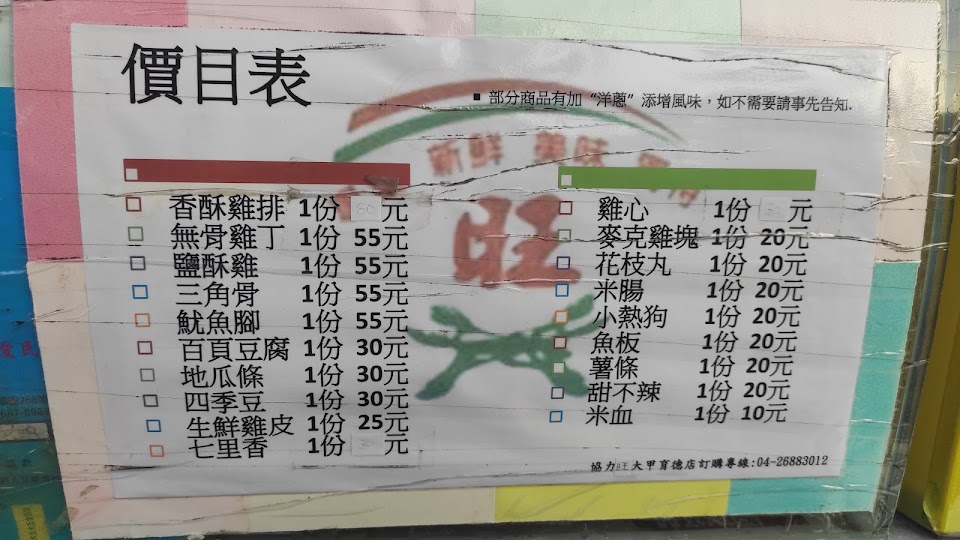 價目表
■ 部分商品有加 “洋蔥” 添增風味，如不需要請事先告知.
新鮮 美味
旺
香酥雞排 1份 元
無骨雞丁 1份 55元
鹽酥雞 1份 55元
三角骨 1份 55元
魷魚腳 1份 55元
百頁豆腐 1份 30元
地瓜條 1份 30元
四季豆 1份 30元
生鮮雞皮 1份 25元
七里香 1份 元
雞心 1份 元
麥克雞塊 1份 20元
花枝丸 1份 20元
米腸 1份 20元
小熱狗 1份 20元
魚板 1份 20元
薯條 1份 20元
甜不辣 1份 20元
米血 1份 10元
協力旺大甲育德店訂購專線:04-26883012